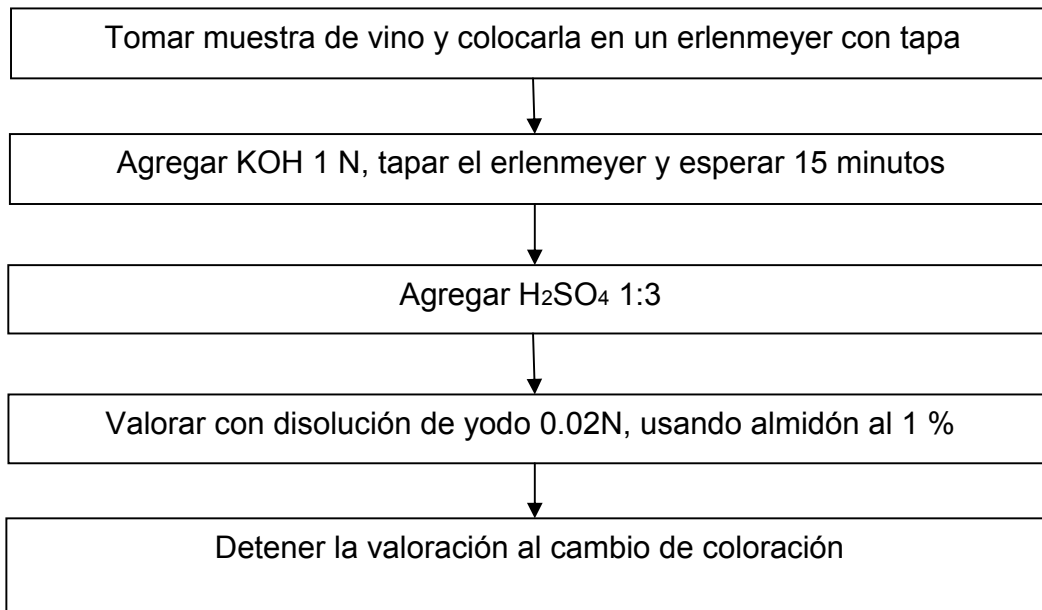 Tomar muestra de vino y colocarla en un erlenmeyer con tapa
Agregar KOH 1 N, tapar el erlenmeyer y esperar 15 minutos
Agregar H₂SO₄ 1:3
Valorar con disolución de yodo 0.02N, usando almidón al 1 %
Detener la valoración al cambio de coloración